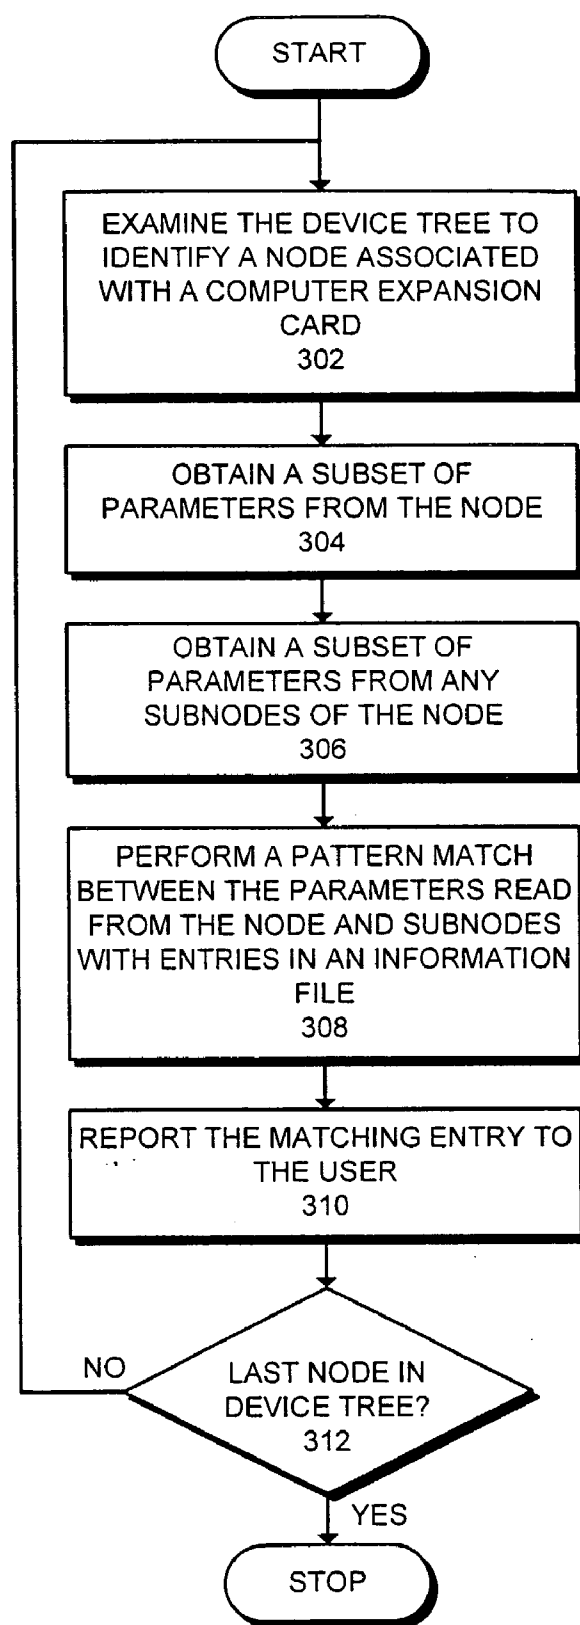 START
EXAMINE THE DEVICE TREE TO
IDENTIFY A NODE ASSOCIATED
WITH A COMPUTER EXPANSION
CARD
302
OBTAIN A SUBSET OF
PARAMETERS FROM THE NODE
304
OBTAIN A SUBSET OF
PARAMETERS FROM ANY
SUBNODES OF THE NODE
306
PERFORM A PATTERN MATCH
BETWEEN THE PARAMETERS READ
FROM THE NODE AND SUBNODES
WITH ENTRIES IN AN INFORMATION
FILE
308
REPORT THE MATCHING ENTRY TO
THE USER
310
NO
LAST NODE IN
DEVICE TREE?
312
YES
STOP